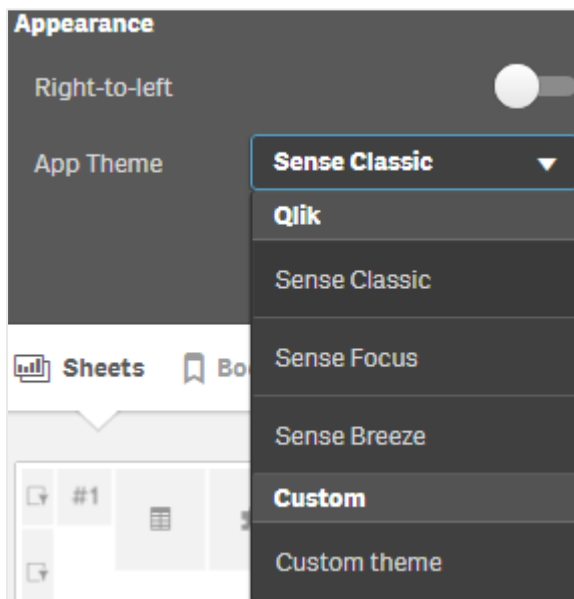 Appearance
Right-to-left
App Theme
Sense Classic
Qlik
Sense Classic
Sense Focus
Sense Breeze
Custom
Custom theme
Sheets
#1